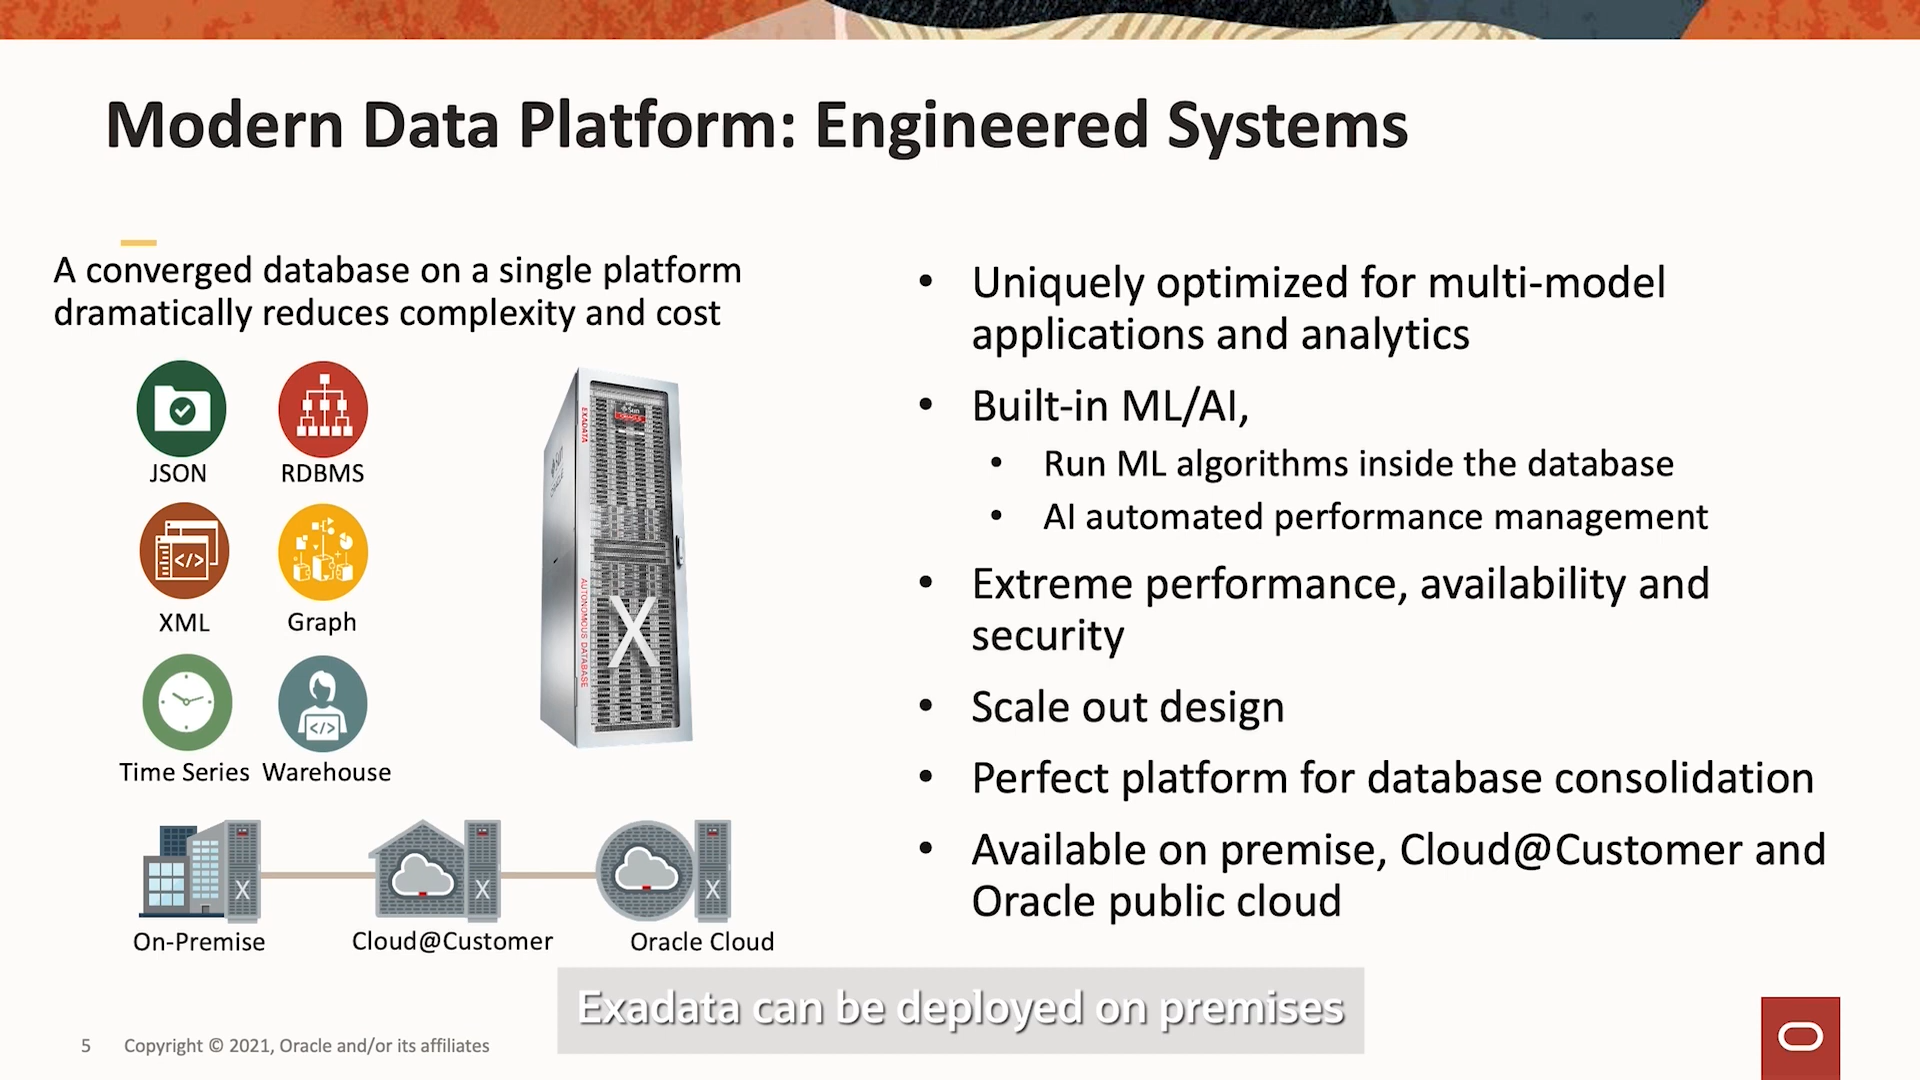 Modern Data Platform: Engineered Systems
A converged database on a single platform
dramatically reduces complexity and cost
JSON
RDBMS
XML
Graph
Time Series
Warehouse
EXADATA
Sun
AUTONOMOUS DATABASE
X
X
X
X
On-Premise
Cloud@Customer
Oracle Cloud
• Uniquely optimized for multi-model
applications and analytics
• Built-in ML/AI,
• Run ML algorithms inside the database
• AI automated performance management
• Extreme performance, availability and
security
• Scale out design
• Perfect platform for database consolidation
• Available on premise, Cloud@Customer and
Oracle public cloud
Exadata can be deployed on premises
5 Copyright © 2021, Oracle and/or its affiliates